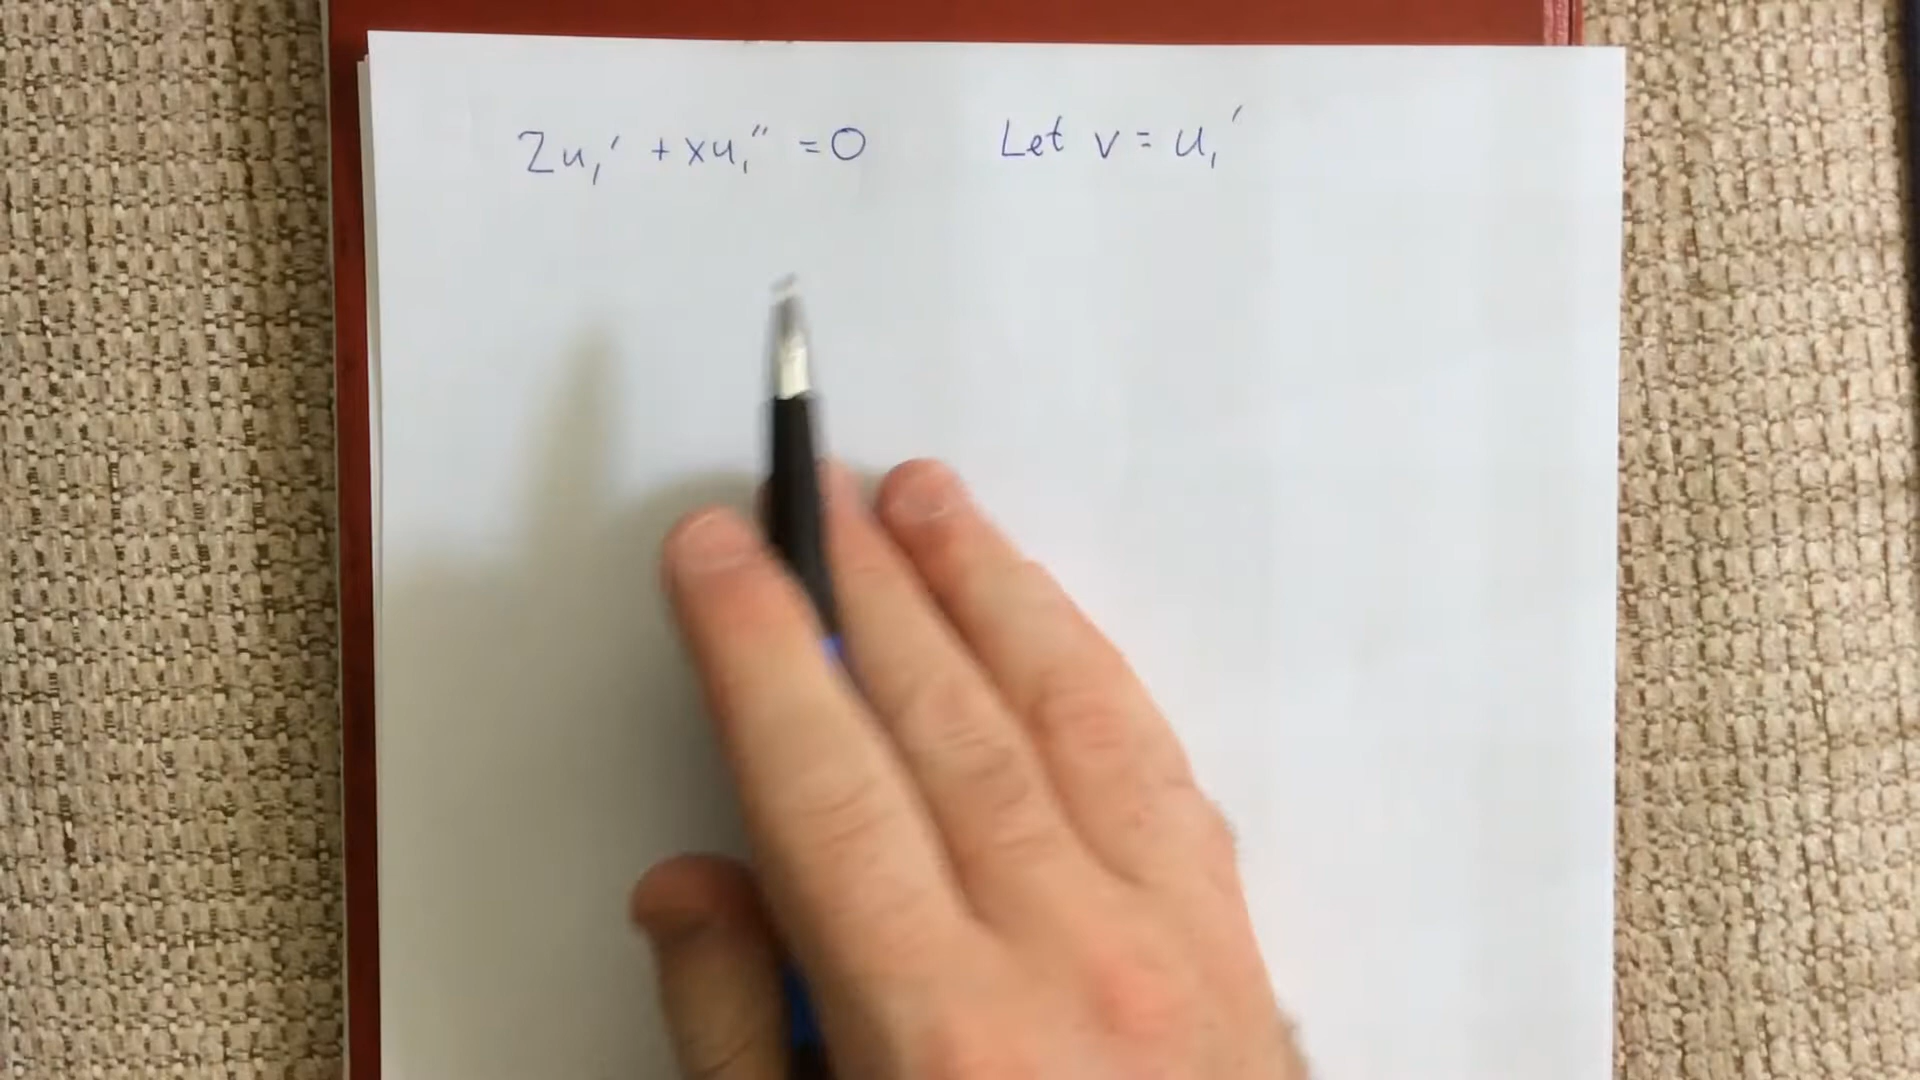 2u₁' + xu₁'' = 0 Let v = u₁'